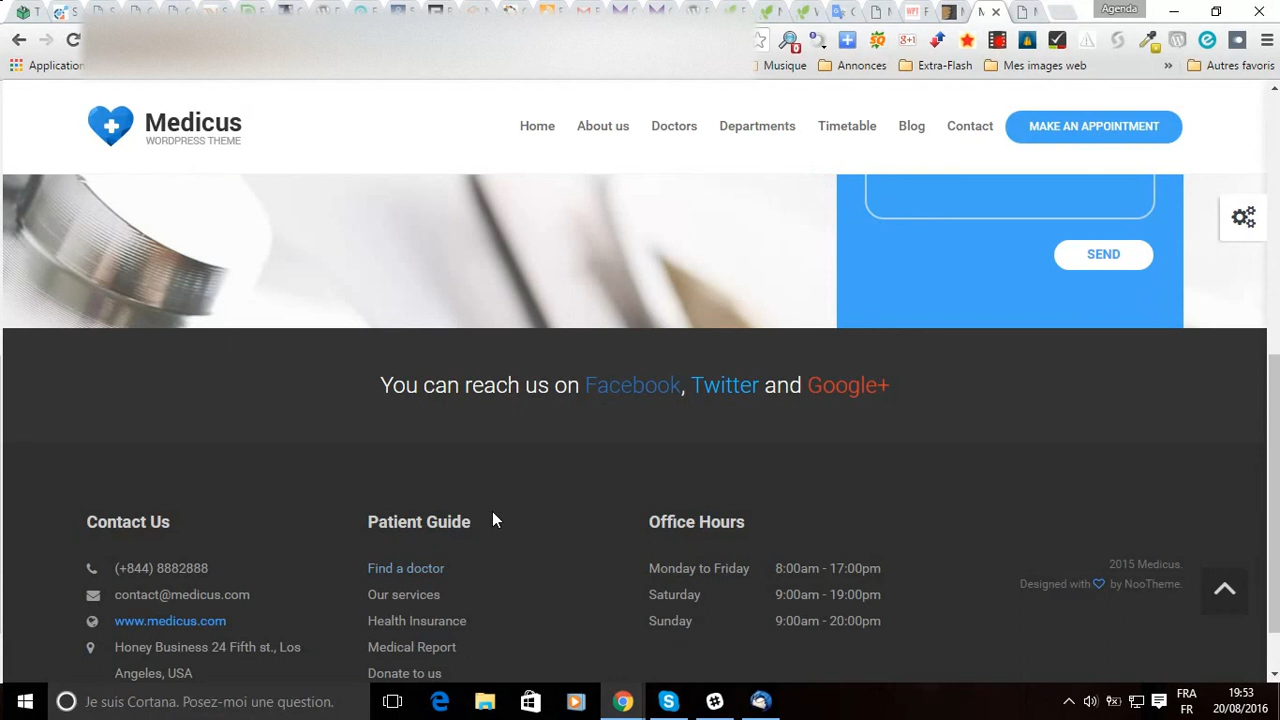 Agenda
Application
Musique
Annonces
Extra-Flash
Mes images web
»
Autres favoris
Medicus
WORDPRESS THEME
Home
About us
Doctors
Departments
Timetable
Blog
Contact
MAKE AN APPOINTMENT
SEND
You can reach us on Facebook, Twitter and Google+
Contact Us
(+844) 8882888
contact@medicus.com
www.medicus.com
Honey Business 24 Fifth st., Los
Angeles, USA
Patient Guide
Find a doctor
Our services
Health Insurance
Medical Report
Donate to us
Office Hours
Monday to Friday 8:00am - 17:00pm
Saturday 9:00am - 19:00pm
Sunday 9:00am - 20:00pm
2015 Medicus.
Designed with by NooTheme.
Je suis Cortana. Posez-moi une question.
FRA
FR
19:53
20/08/2016